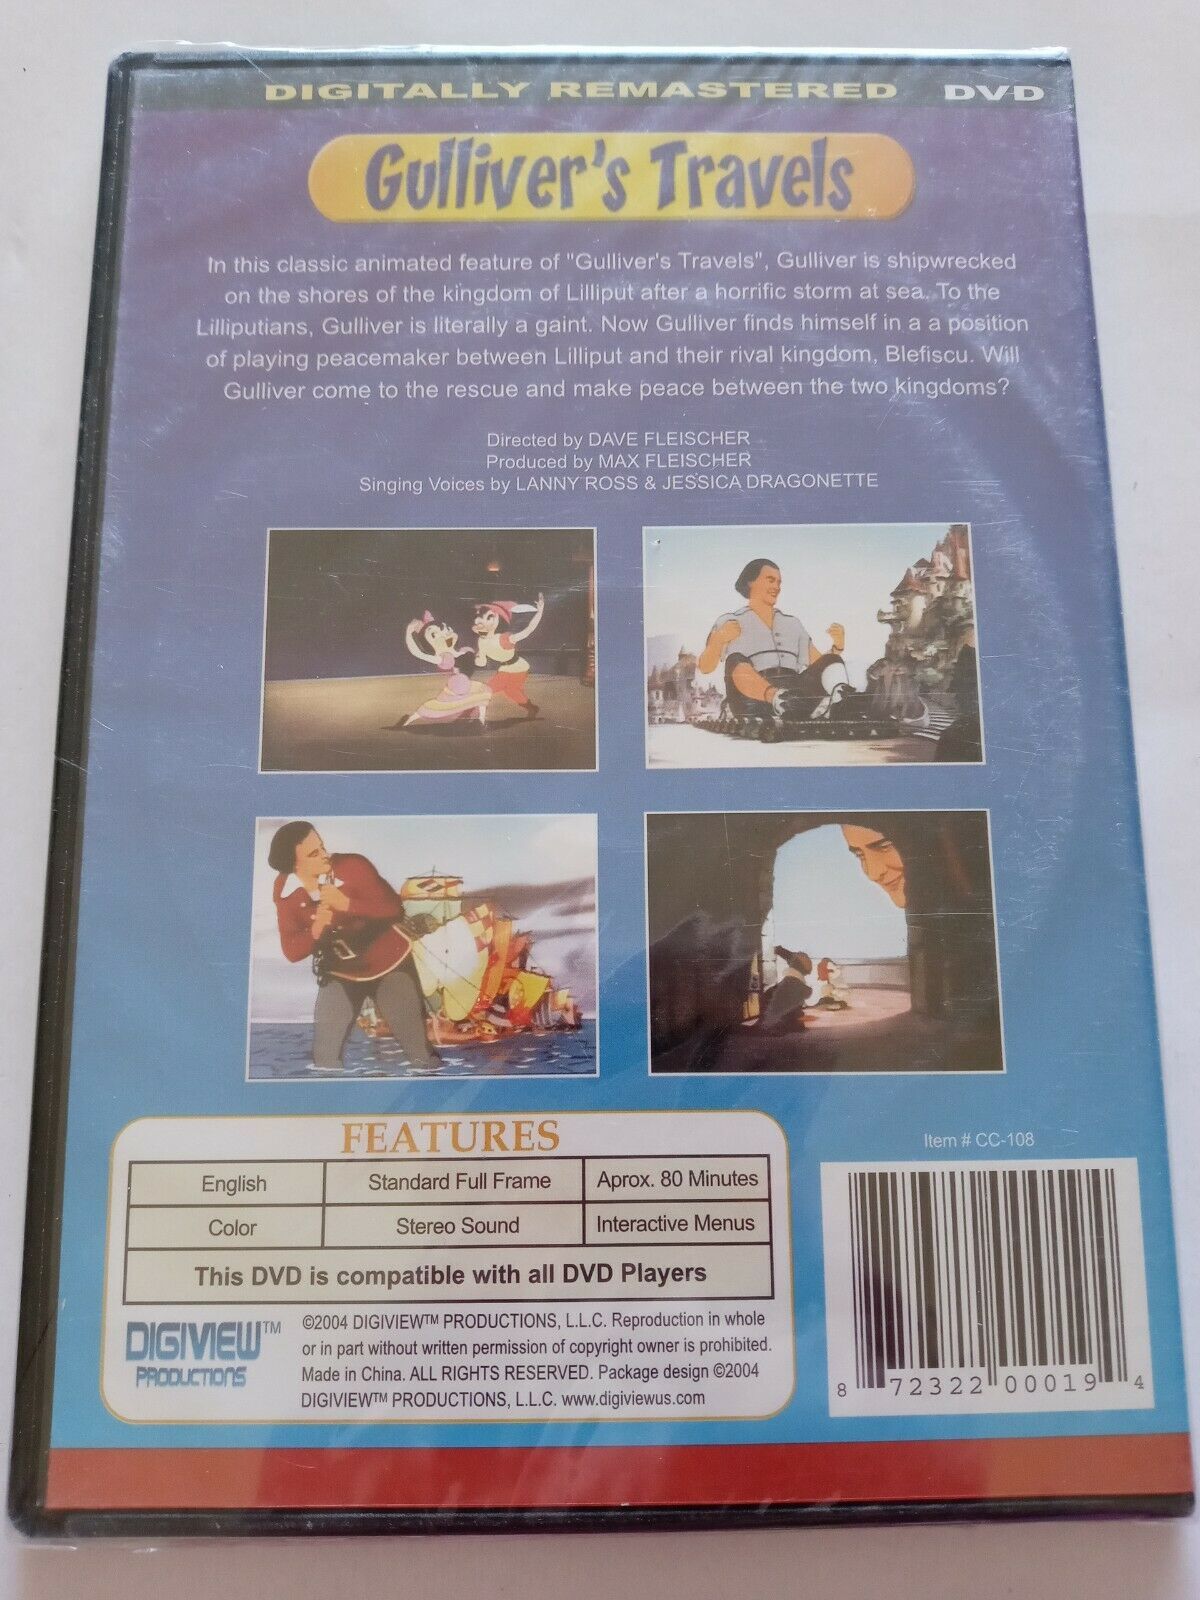 DIGITALLY REMASTERED DVD
Gulliver's Travels
In this classic animated feature of "Gulliver's Travels", Gulliver is shipwrecked
on the shores of the kingdom of Lilliput after a horrific storm at sea. To the
Lilliputians, Gulliver is literally a gaint. Now Gulliver finds himself in a a position
of playing peacemaker between Lilliput and their rival kingdom, Blefiscu. Will
Gulliver come to the rescue and make peace between the two kingdoms?
Directed by DAVE FLEISCHER
Produced by MAX FLEISCHER
Singing Voices by LANNY ROSS & JESSICA DRAGONETTE
FEATURES
English Standard Full Frame Aprox. 80 Minutes
Color Stereo Sound Interactive Menus
This DVD is compatible with all DVD Players
DIGIVIEW™
PRODUCTIONS
©2004 DIGIVIEW™ PRODUCTIONS, L.L.C. Reproduction in whole
or in part without written permission of copyright owner is prohibited.
Made in China. ALL RIGHTS RESERVED. Package design ©2004
DIGIVIEW™ PRODUCTIONS, L.L.C. www.digiviewus.com
Item # CC-108
8 72322 00019 4